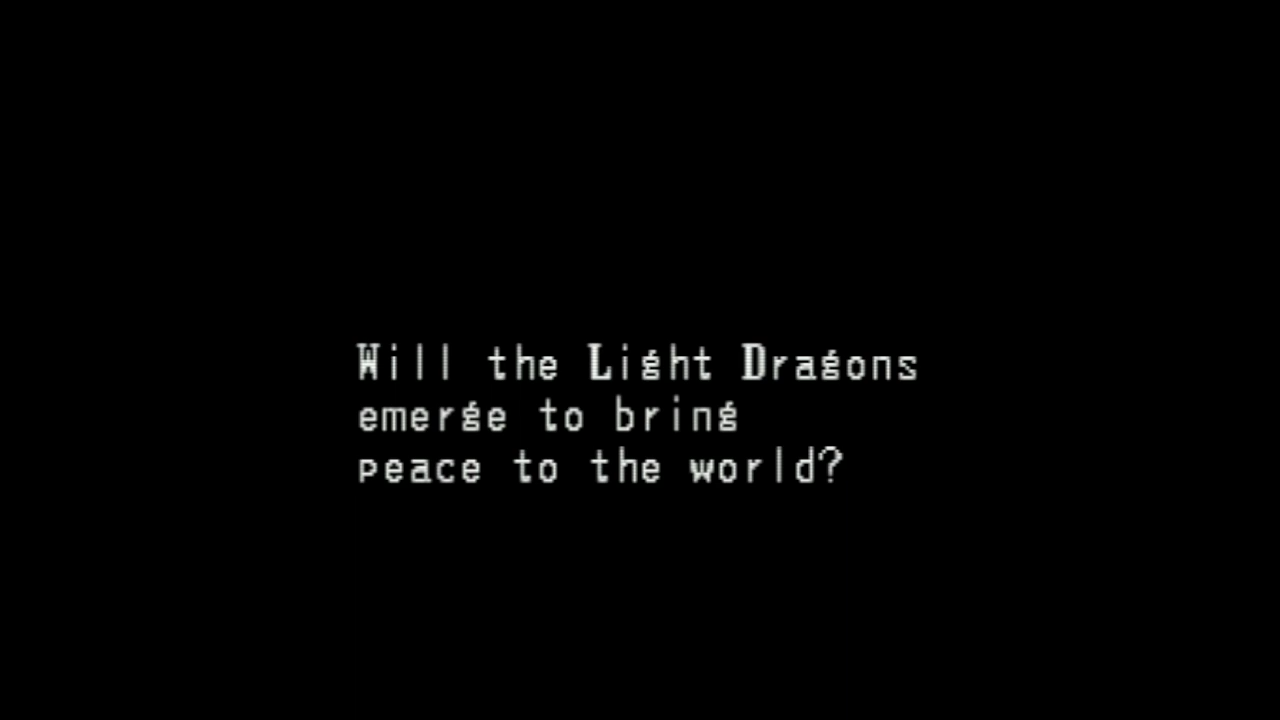 Will the Light Dragons
emerge to bring
peace to the world?